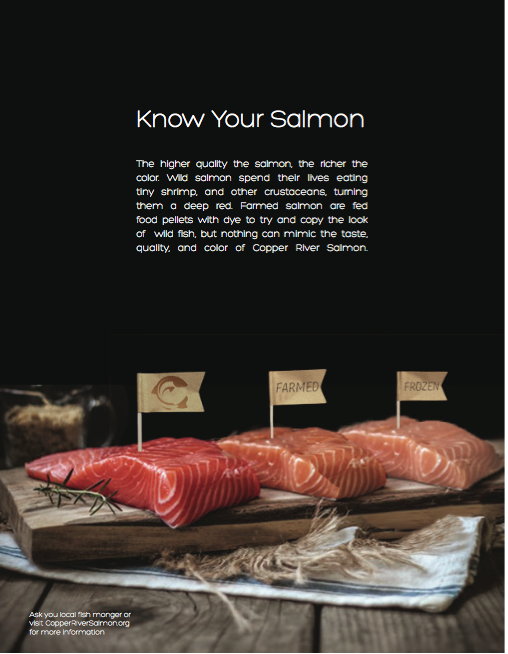 Know Your Salmon
The higher quality the salmon, the richer the
color. Wild salmon spend their lives eating
tiny shrimp, and other crustaceans, turning
them a deep red. Farmed salmon are fed
food pellets with dye to try and copy the look
of wild fish, but nothing can mimic the taste,
quality, and color of Copper River Salmon.
FARMED
FROZEN
Ask you local fish monger or
visit CopperRiverSalmon.org
for more information